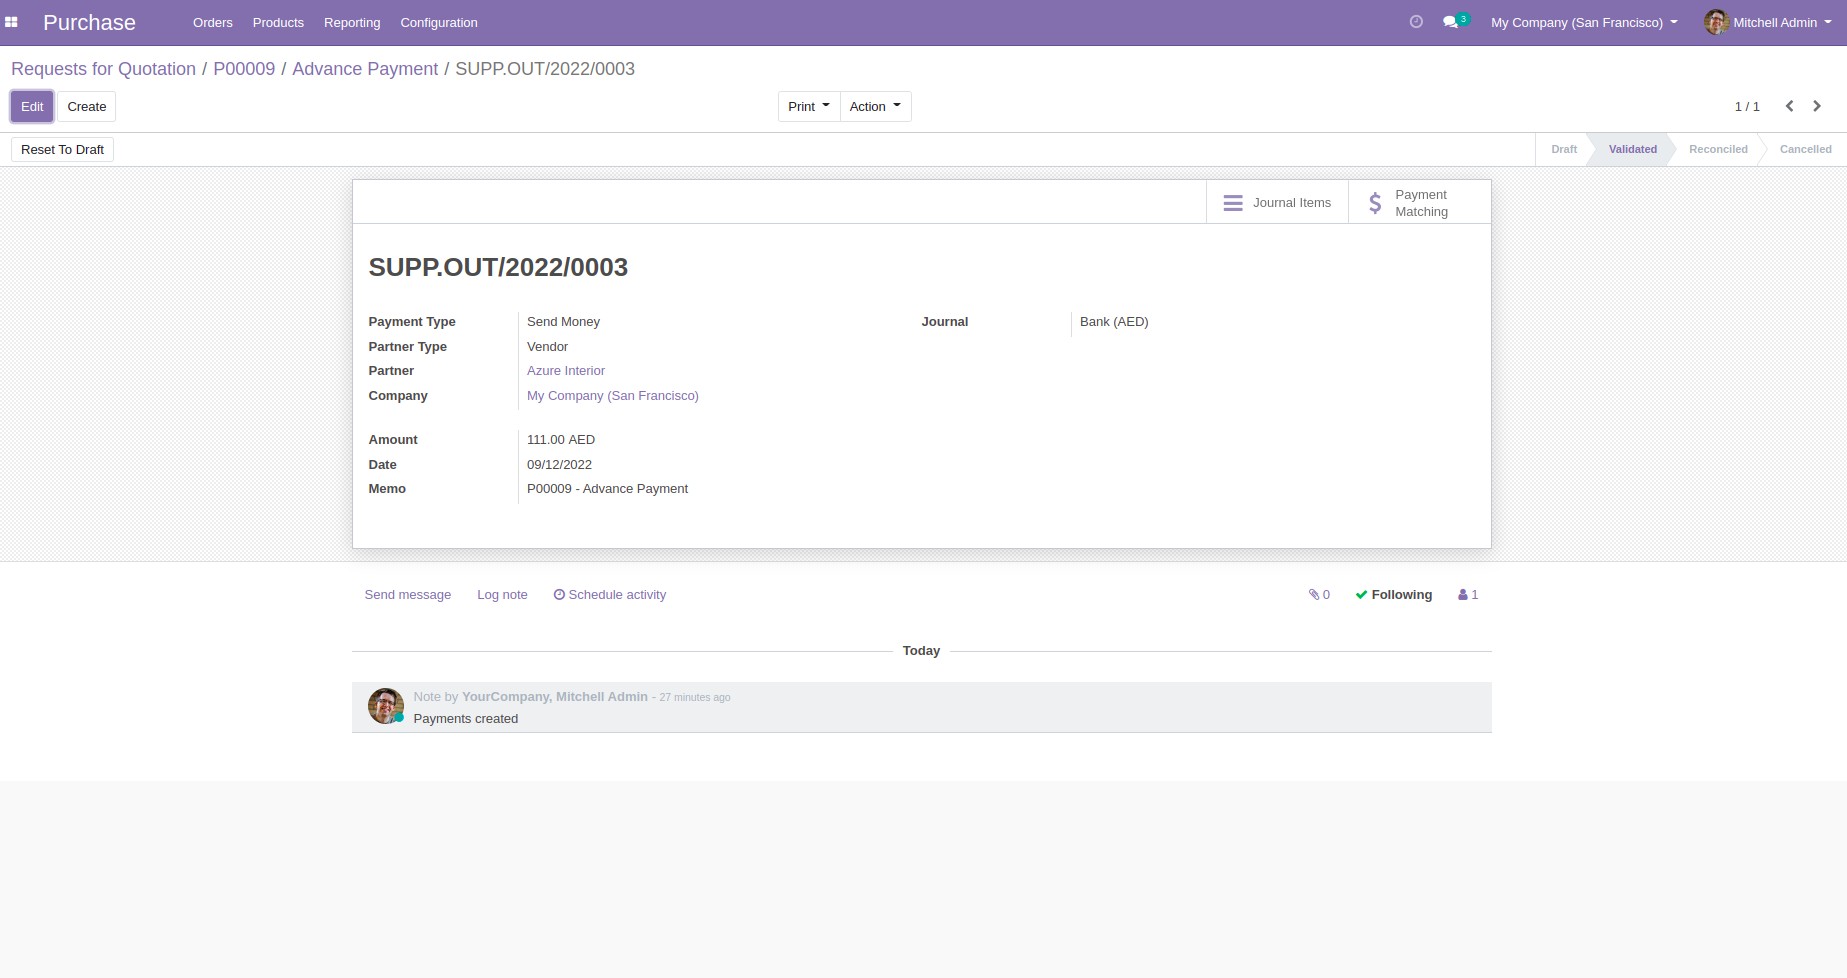 Purchase Orders Products Reporting Configuration 3 My Company (San Francisco) Mitchell Admin
Requests for Quotation / P00009 / Advance Payment / SUPP.OUT/2022/0003
Edit Create Print Action 1 / 1
Reset To Draft Draft Validated Reconciled Cancelled
Journal Items
Payment
Matching
SUPP.OUT/2022/0003
Payment Type Send Money Journal Bank (AED)
Partner Type Vendor
Partner Azure Interior
Company My Company (San Francisco)
Amount 111.00 AED
Date 09/12/2022
Memo P00009 - Advance Payment
Send message Log note Schedule activity 0 Following 1
Today
Note by YourCompany, Mitchell Admin - 27 minutes ago
Payments created